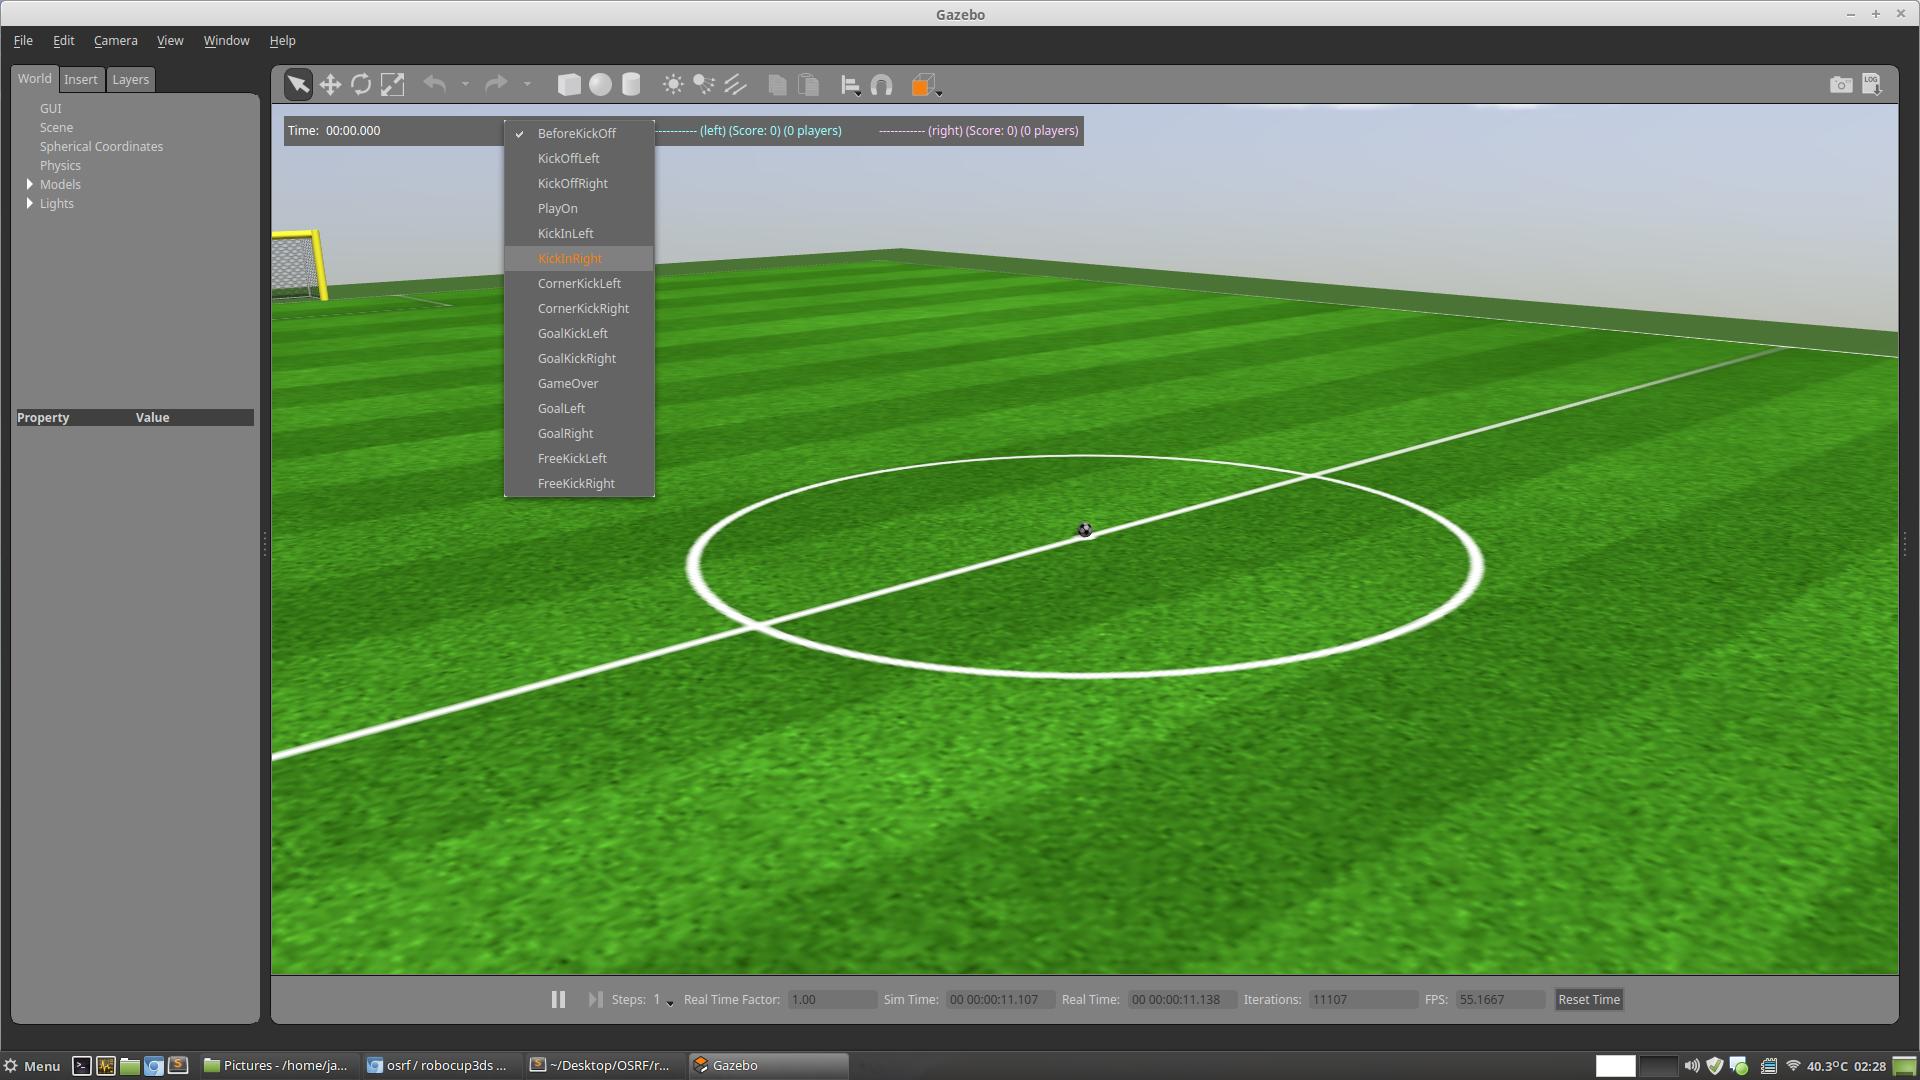 Gazebo
File Edit Camera View Window Help
World Insert Layers
LOG
GUI
Scene
Spherical Coordinates
Physics
Models
Lights
Property Value
Time: 00:00.000
BeforeKickOff
KickOffLeft
KickOffRight
PlayOn
KickInLeft
KickInRight
CornerKickLeft
CornerKickRight
GoalKickLeft
GoalKickRight
GameOver
GoalLeft
GoalRight
FreeKickLeft
FreeKickRight
----------- (left) (Score: 0) (0 players) ----------- (right) (Score: 0) (0 players)
Steps: 1 Real Time Factor: 1.00 Sim Time: 00 00:00:11.107 Real Time: 00 00:00:11.138 Iterations: 11107 FPS: 55.1667 Reset Time
Menu Pictures - /home/ja... osrf / robocup3ds ... ~/Desktop/OSRF/r... Gazebo 40.3°C 02:28